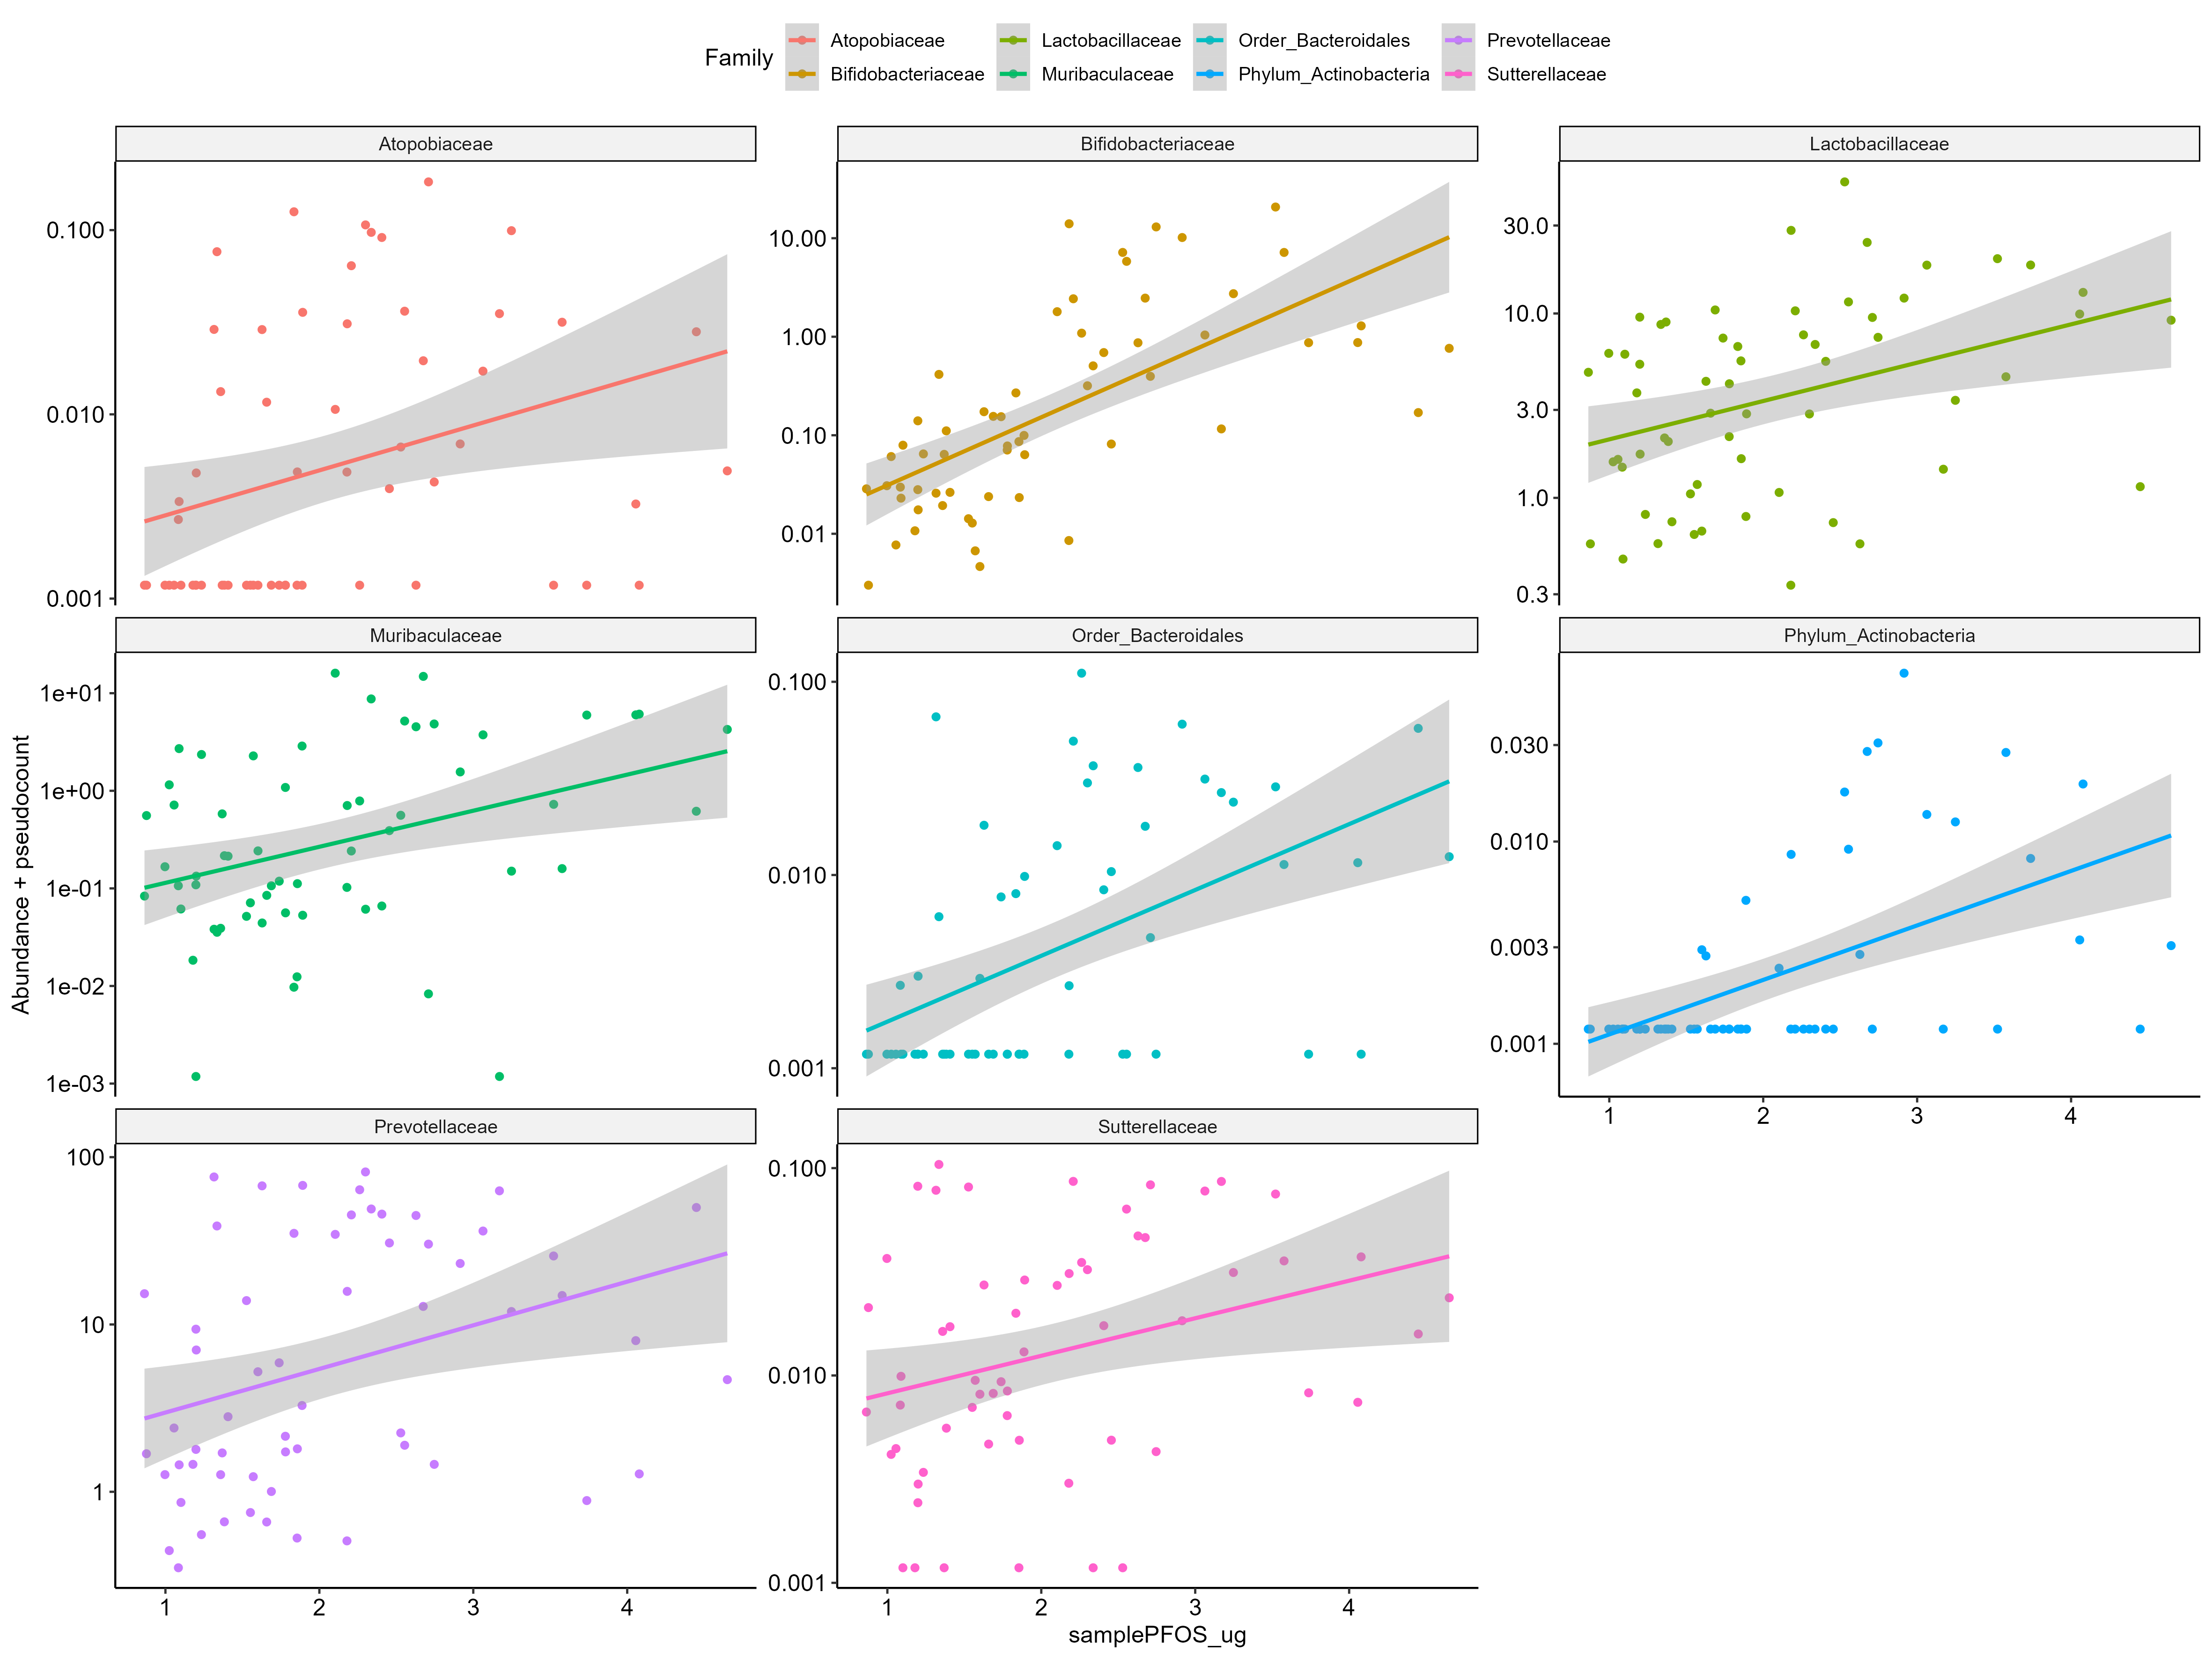 Family
Atopobiaceae Lactobacillaceae Order_Bacteroidales Prevotellaceae
Bifidobacteriaceae Muribaculaceae Phylum_Actinobacteria Sutterellaceae
Atopobiaceae Bifidobacteriaceae Lactobacillaceae
0.100
0.010
0.001
10.00
1.00
0.10
0.01
30.0
10.0
3.0
1.0
0.3
Muribaculaceae Order_Bacteroidales Phylum_Actinobacteria
Abundance + pseudocount
1e+01
1e+00
1e-01
1e-02
1e-03
0.100
0.010
0.001
0.030
0.010
0.003
0.001
1 2 3 4
Prevotellaceae Sutterellaceae
100
10
1
0.100
0.010
0.001
1 2 3 4 1 2 3 4
samplePFOS_ug